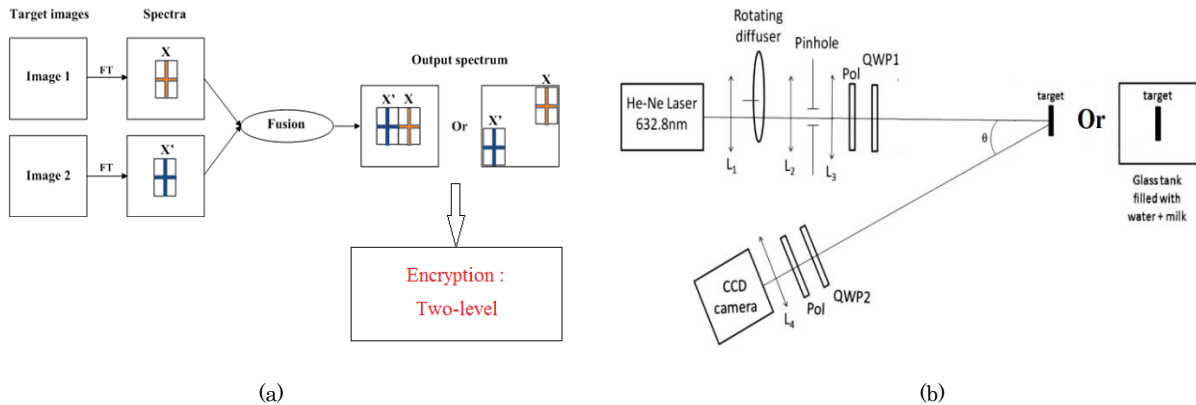 Target images
Spectra
Image 1
FT
X
Image 2
FT
X'
Fusion
Output spectrum
X' X
Or
X
X'
Encryption :
Two-level
(a)
Rotating
diffuser
Pinhole
QWP1
Pol
He-Ne Laser
632.8nm
L1
L2
L3
θ
target
Or
target
Glass tank
filled with
water + milk
CCD
camera
L4
Pol
QWP2
(b)